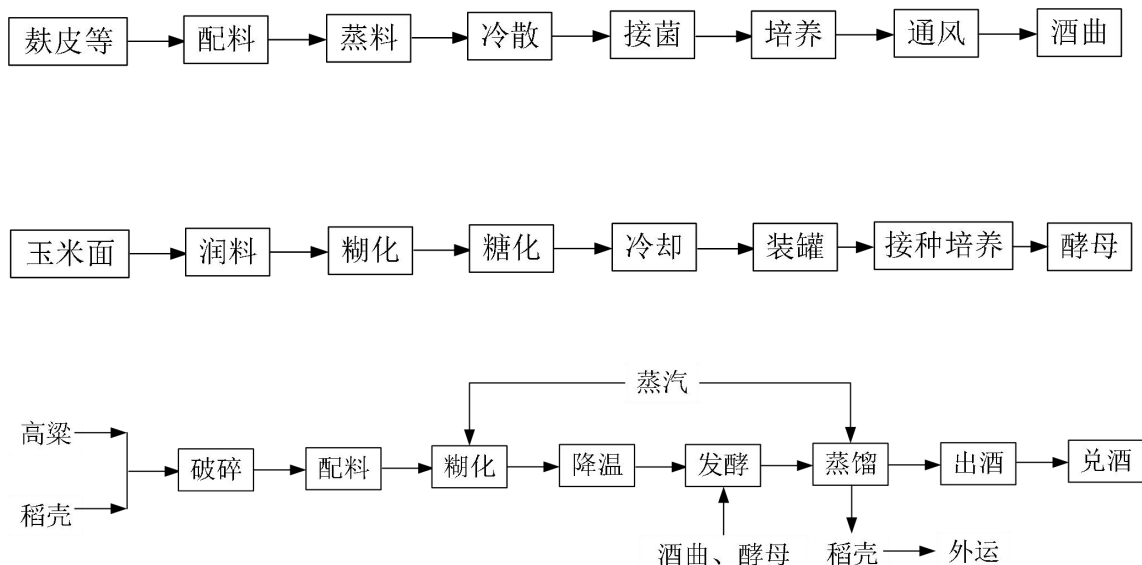 麸皮等 配料 蒸料 冷散 接菌 培养 通风 酒曲
玉米面 润料 糊化 糖化 冷却 装罐 接种培养 酵母
蒸汽
高粱
破碎 配料 糊化 降温 发酵 蒸馏 出酒 兑酒
稻壳
酒曲、酵母 稻壳 外运